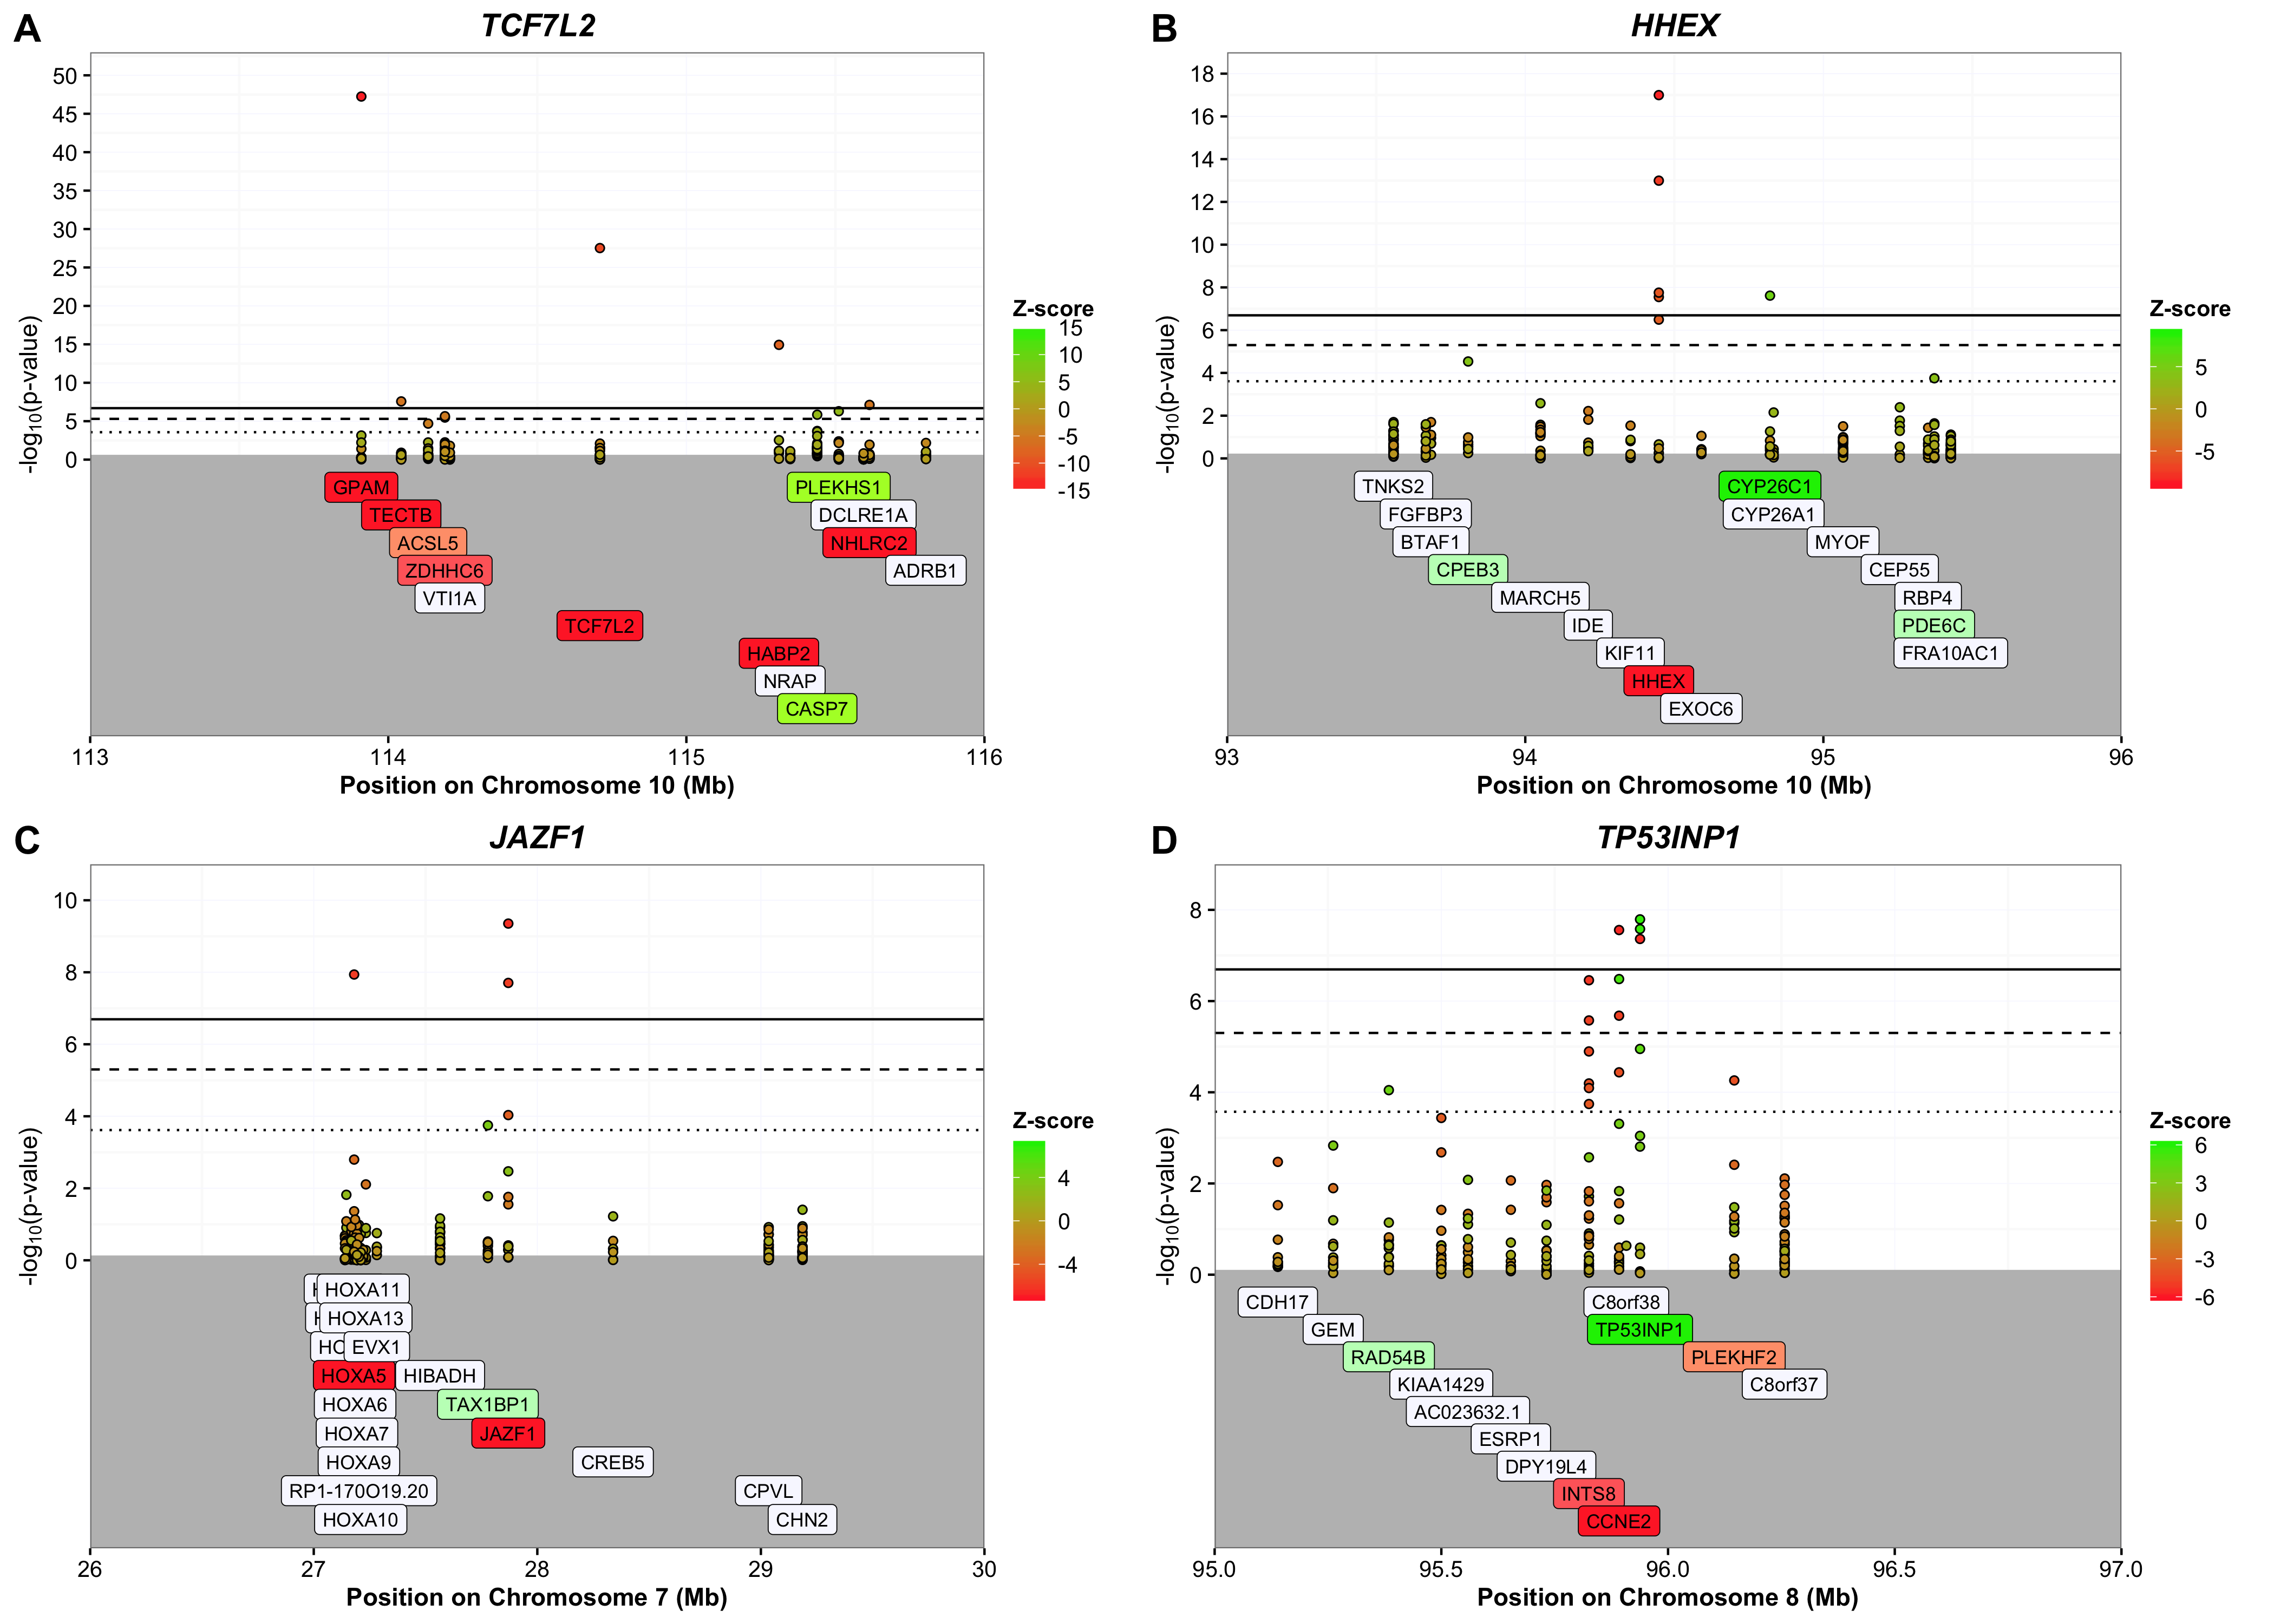 A
TCF7L2
50
45
40
35
30
25
20
15
10
5
0
-log10(p-value)
GPAM
TECTB
ACSL5
ZDHHC6
VTI1A
TCF7L2
HABP2
NRAP
CASP7
PLEKHS1
DCLRE1A
NHLRC2
ADRB1
113
114
115
116
Position on Chromosome 10 (Mb)
Z-score
15
10
5
0
-5
-10
-15
B
HHEX
18
16
14
12
10
8
6
4
2
0
-log10(p-value)
TNKS2
FGFBP3
BTAF1
CPEB3
MARCH5
IDE
KIF11
HHEX
EXOC6
CYP26C1
CYP26A1
MYOF
CEP55
RBP4
PDE6C
FRA10AC1
93
94
95
96
Position on Chromosome 10 (Mb)
Z-score
5
0
-5
C
JAZF1
10
8
6
4
2
0
-log10(p-value)
HOXA11
HOXA13
HO
EVX1
HOXA5
HIBADH
HOXA6
TAX1BP1
HOXA7
JAZF1
HOXA9
CREB5
RP1-170O19.20
CPVL
HOXA10
CHN2
26
27
28
29
30
Position on Chromosome 7 (Mb)
Z-score
4
0
-4
D
TP53INP1
8
6
4
2
0
-log10(p-value)
CDH17
GEM
RAD54B
KIAA1429
AC023632.1
ESRP1
DPY19L4
INTS8
CCNE2
C8orf38
TP53INP1
PLEKHF2
C8orf37
95.0
95.5
96.0
96.5
97.0
Position on Chromosome 8 (Mb)
Z-score
6
3
0
-3
-6